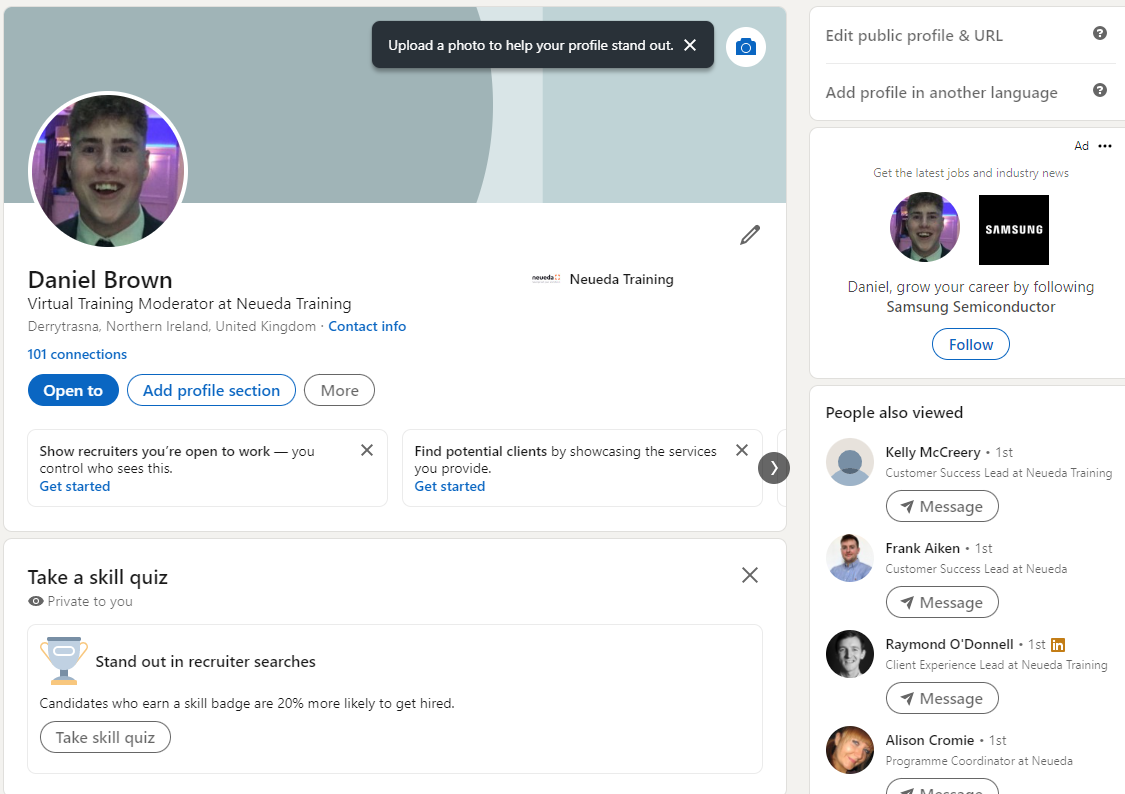 Upload a photo to help your profile stand out.
Daniel Brown
neueda
Neueda Training
Virtual Training Moderator at Neueda Training
Derrytrasna, Northern Ireland, United Kingdom · Contact info
101 connections
Open to
Add profile section
More
Show recruiters you're open to work — you
control who sees this.
Get started
Find potential clients by showcasing the services
you provide.
Get started
Take a skill quiz
Private to you
Stand out in recruiter searches
Candidates who earn a skill badge are 20% more likely to get hired.
Take skill quiz
Edit public profile & URL
?
Add profile in another language
?
Ad
Get the latest jobs and industry news
SAMSUNG
Daniel, grow your career by following
Samsung Semiconductor
Follow
People also viewed
Kelly McCreery • 1st
Customer Success Lead at Neueda Training
Message
Frank Aiken • 1st
Customer Success Lead at Neueda
Message
Raymond O'Donnell • 1st in
Client Experience Lead at Neueda Training
Message
Alison Cromie • 1st
Programme Coordinator at Neueda
Message